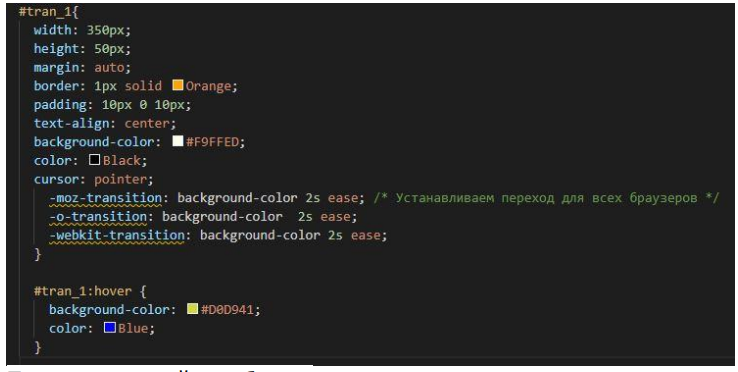 #tran_1{
width: 350px;
height: 50px;
margin: auto;
border: 1px solid Orange;
padding: 10px 0 10px;
text-align: center;
background-color: #F9FFED;
color: Black;
cursor: pointer;
-moz-transition: background-color 2s ease; /* Устанавливаем переход для всех браузеров */
-o-transition: background-color  2s ease;
-webkit-transition: background-color 2s ease;
}
#tran_1:hover {
background-color: #D0D941;
color: Blue;
}